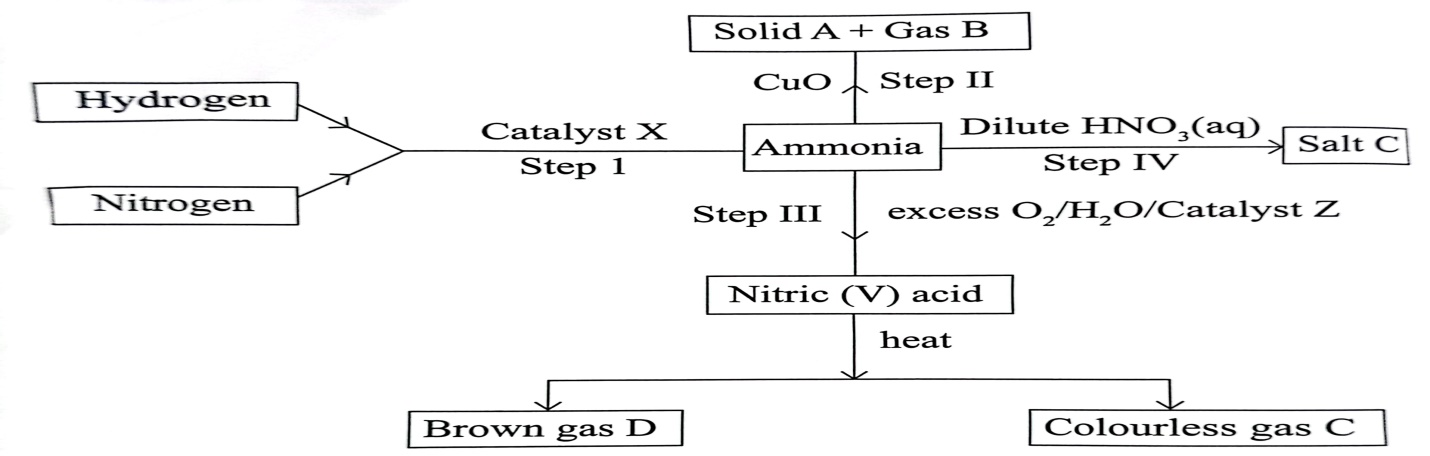 Solid A + Gas B
CuO Step II
Hydrogen
Catalyst X
Step 1
Ammonia
Dilute HNO₃(aq)
Step IV
Salt C
Nitrogen
Step III excess O₂/H₂O/Catalyst Z
Nitric (V) acid
heat
Brown gas D
Colourless gas C